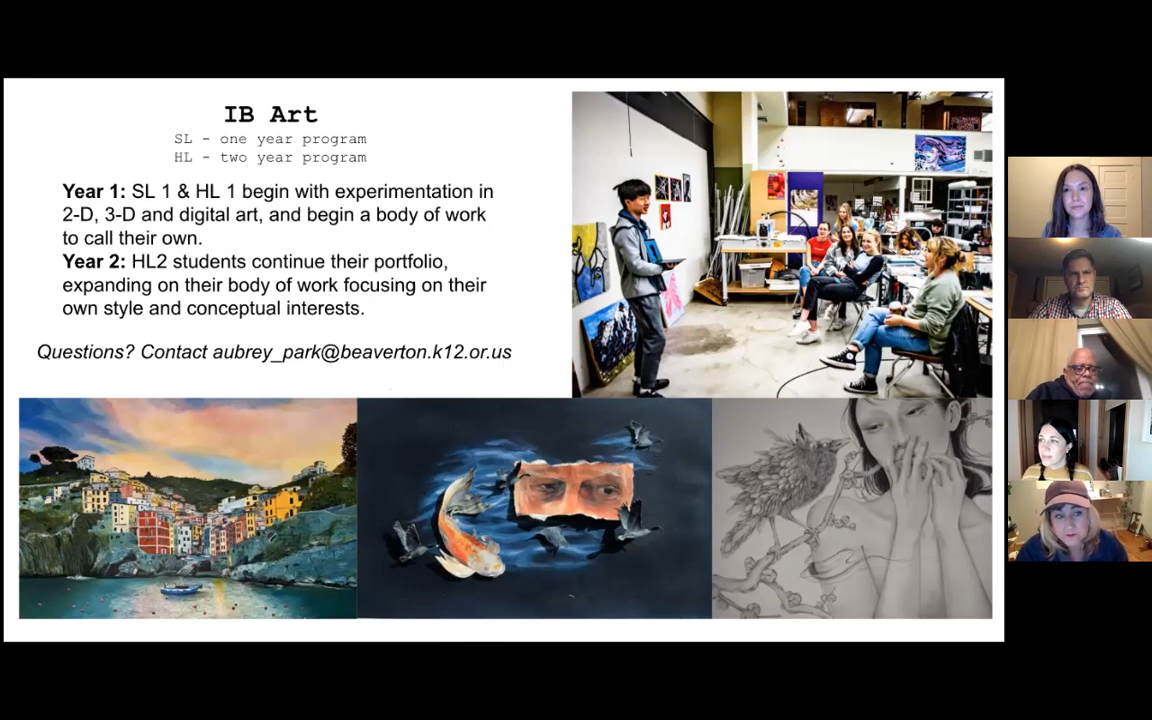 IB Art
SL - one year program
HL - two year program
Year 1: SL 1 & HL 1 begin with experimentation in
2-D, 3-D and digital art, and begin a body of work
to call their own.
Year 2: HL2 students continue their portfolio,
expanding on their body of work focusing on their
own style and conceptual interests.
Questions? Contact aubrey_park@beaverton.k12.or.us